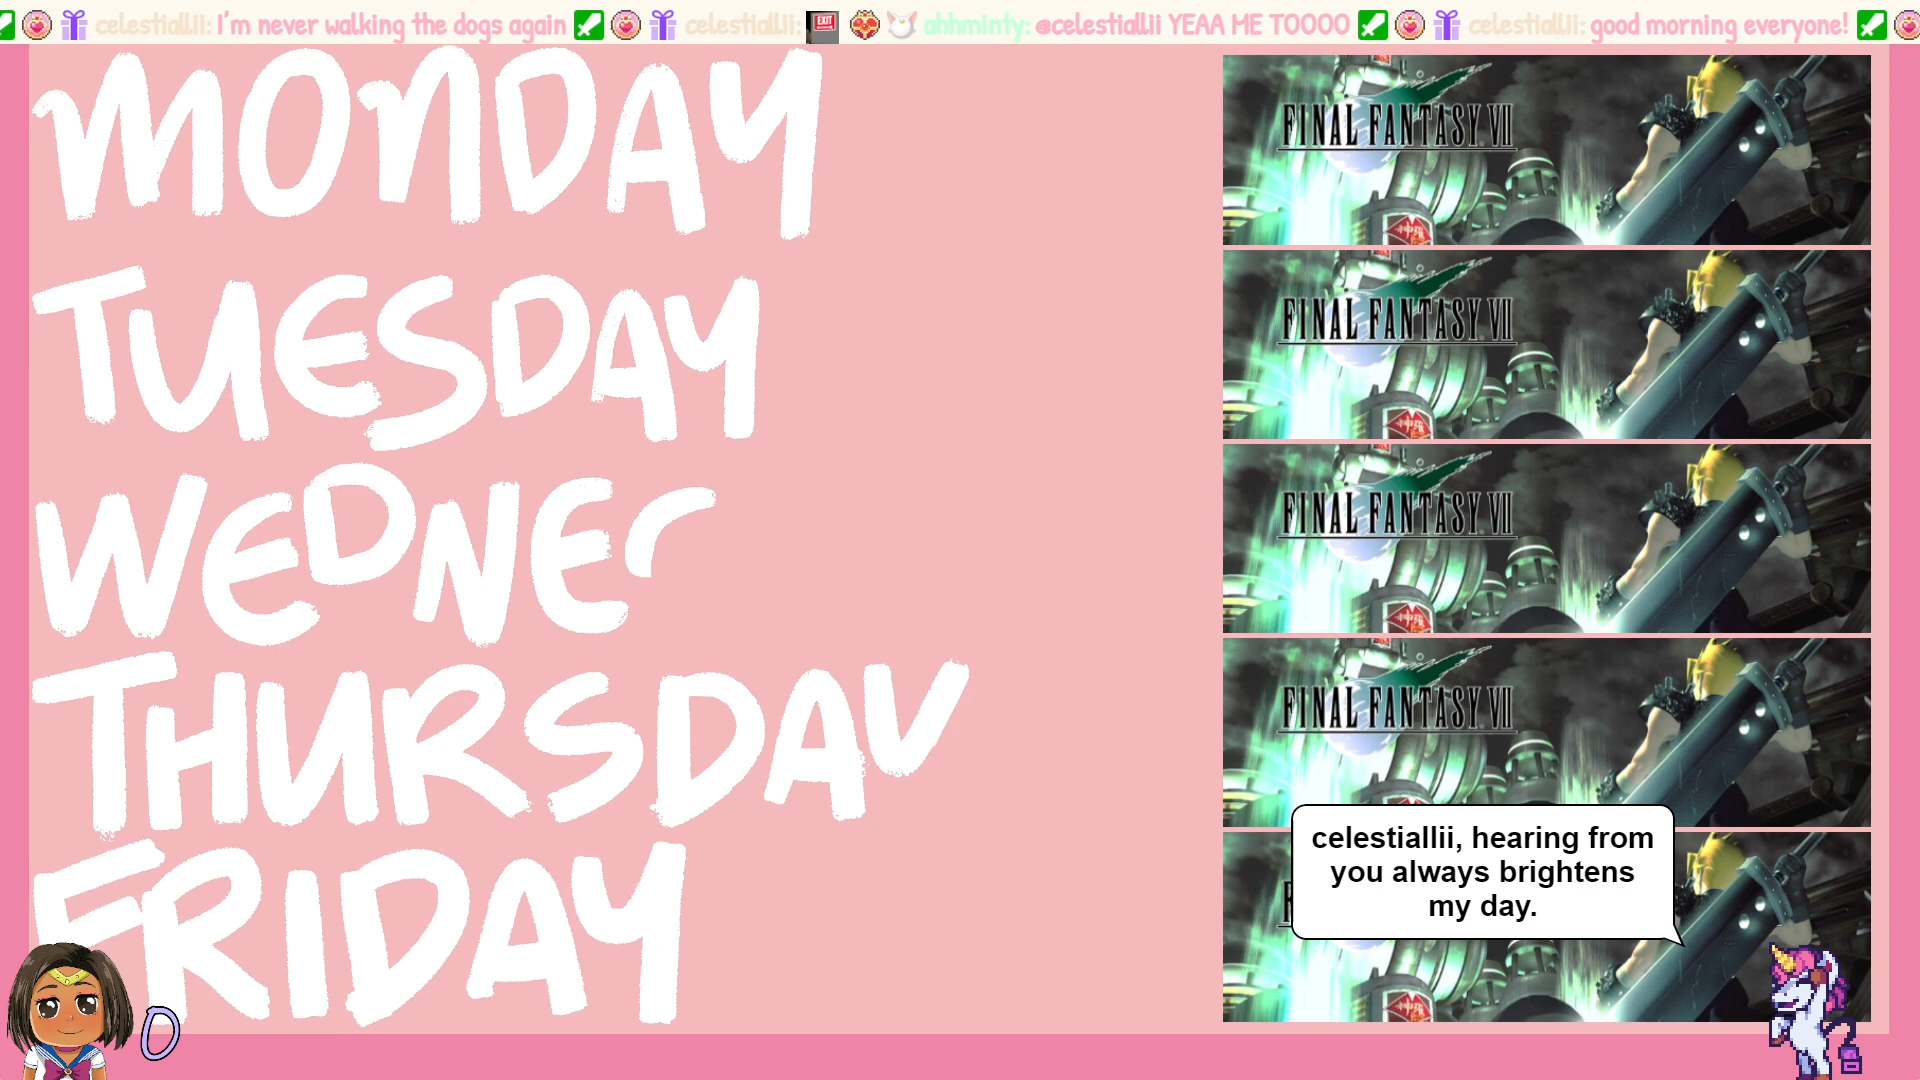 celestiallii: I'm never walking the dogs again celestiallii: EXIT ahhminty: @celestiallii YEAA ME TOOOO celestiallii: good morning everyone!
MONDAY
FINAL FANTASY VII
TUESDAY
FINAL FANTASY VII
WEDNE
FINAL FANTASY VII
THURSDAY
FINAL FANTASY VII
FRIDAY
celestiallii, hearing from
you always brightens
my day.